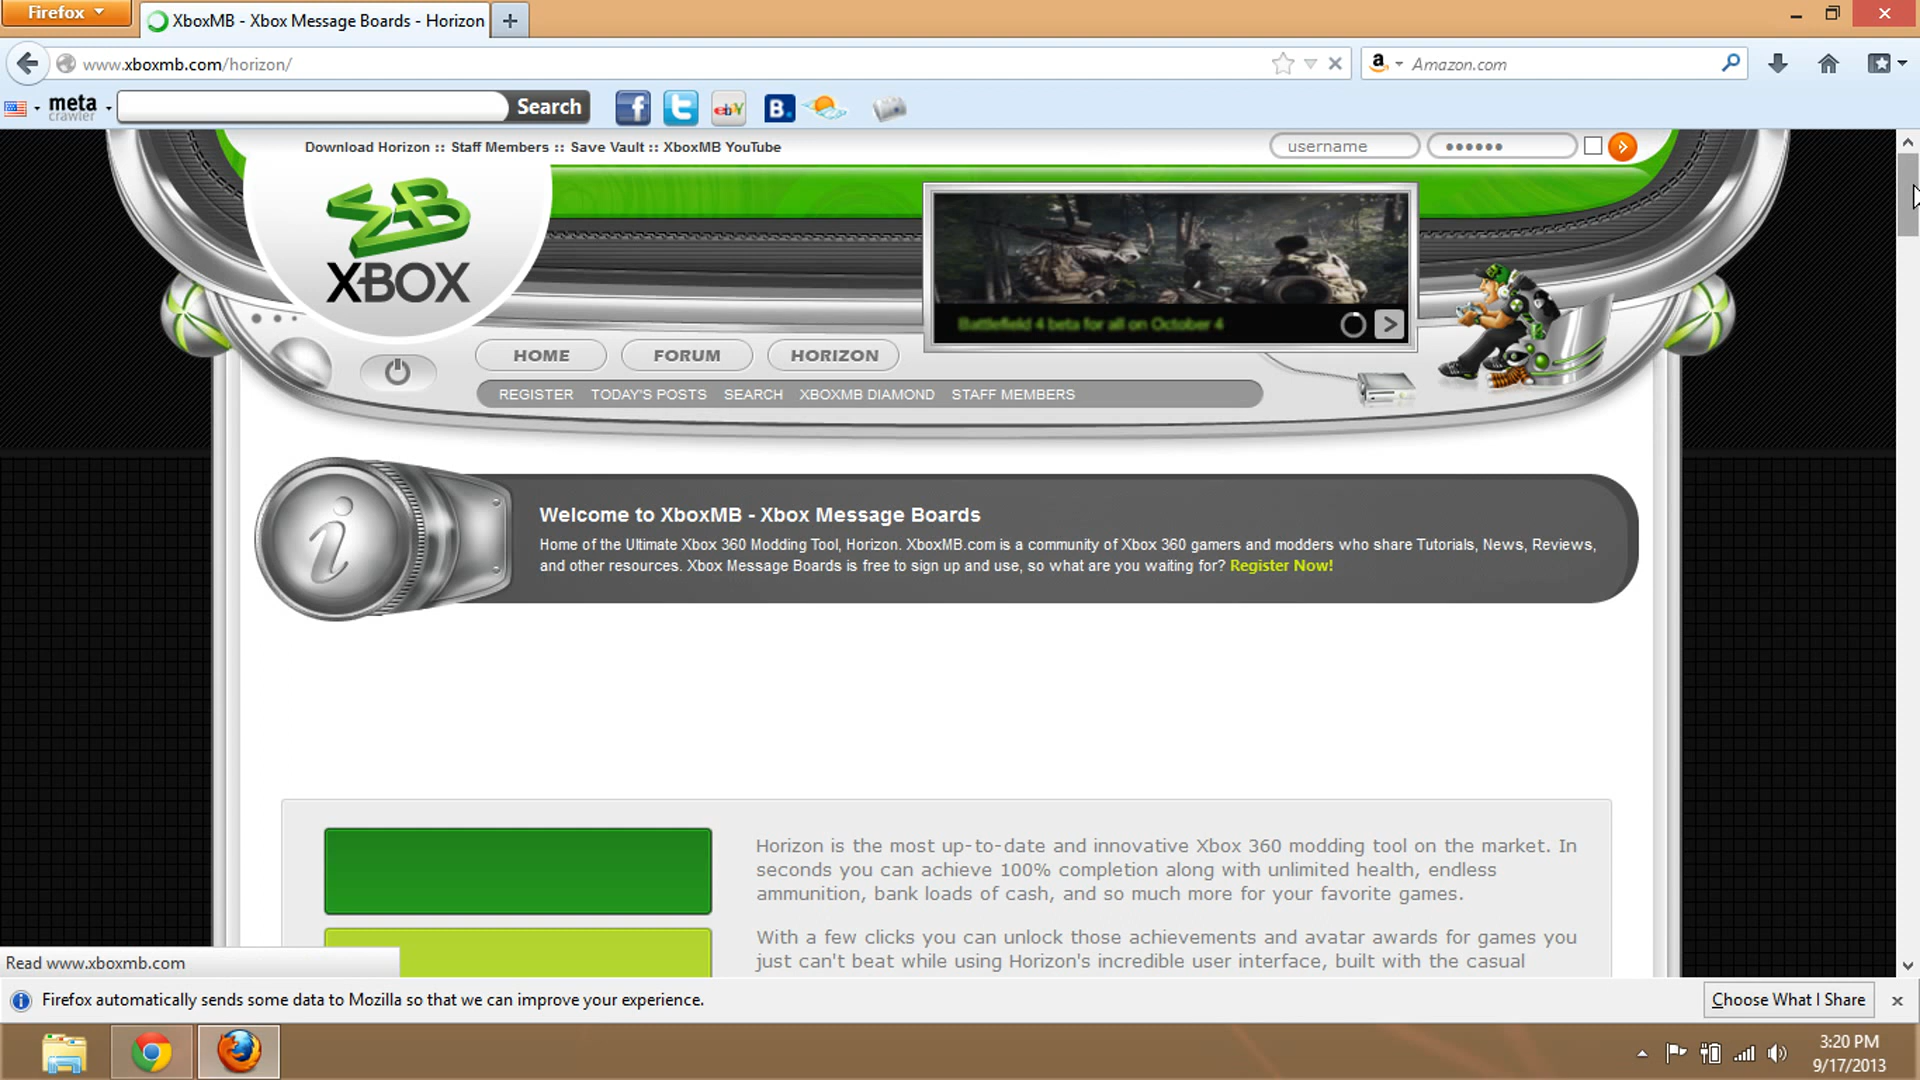 Firefox
XboxMB - Xbox Message Boards - Horizon
www.xboxmb.com/horizon/
Amazon.com
meta
crawler
Search
ebY
B.
Download Horizon :: Staff Members :: Save Vault :: XboxMB YouTube
username
XBOX
Battlefield 4 beta for all on October 4
HOME
FORUM
HORIZON
REGISTER
TODAY'S POSTS
SEARCH
XBOXMB DIAMOND
STAFF MEMBERS
Welcome to XboxMB - Xbox Message Boards
Home of the Ultimate Xbox 360 Modding Tool, Horizon. XboxMB.com is a community of Xbox 360 gamers and modders who share Tutorials, News, Reviews,
and other resources. Xbox Message Boards is free to sign up and use, so what are you waiting for? Register Now!
Horizon is the most up-to-date and innovative Xbox 360 modding tool on the market. In
seconds you can achieve 100% completion along with unlimited health, endless
ammunition, bank loads of cash, and so much more for your favorite games.
With a few clicks you can unlock those achievements and avatar awards for games you
just can't beat while using Horizon's incredible user interface, built with the casual
Read www.xboxmb.com
Firefox automatically sends some data to Mozilla so that we can improve your experience.
Choose What I Share
3:20 PM
9/17/2013